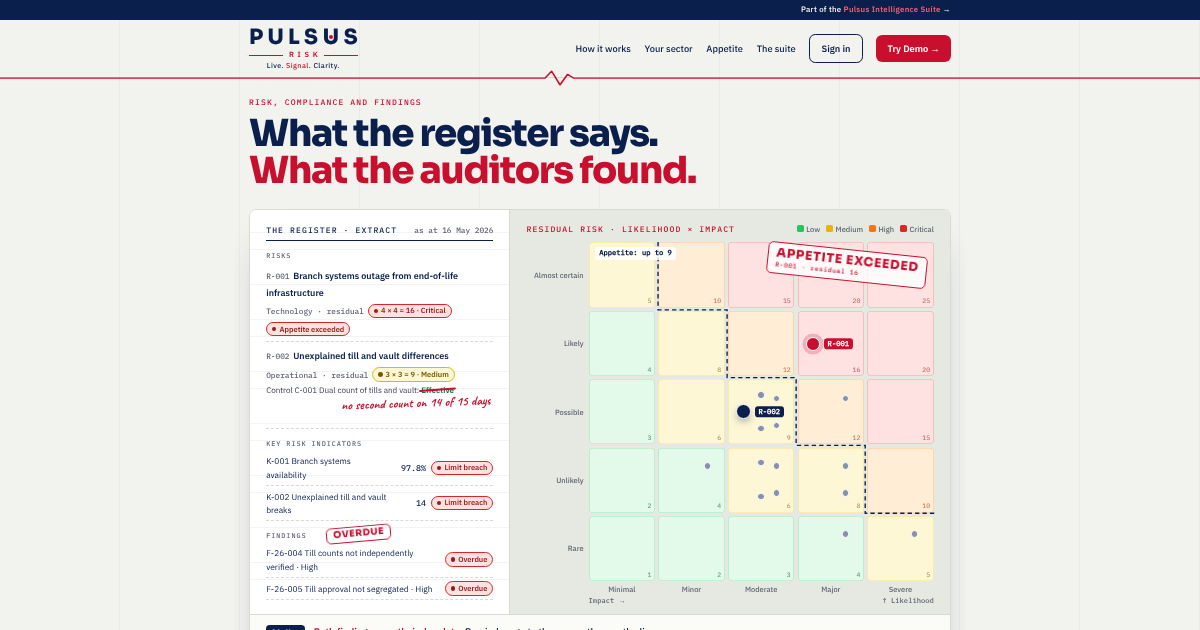 Part of the Pulsus Intelligence Suite →
PULSUS
RISK
Live. Signal. Clarity.
How it works
Your sector
Appetite
The suite
Sign in
Try Demo →
RISK, COMPLIANCE AND FINDINGS
What the register says.
What the auditors found.
THE REGISTER · EXTRACT
as at 16 May 2026
RISKS
R-001 Branch systems outage from end-of-life
infrastructure
Technology · residual 4 × 4 = 16 · Critical
Appetite exceeded
R-002 Unexplained till and vault differences
Operational · residual 3 × 3 = 9 · Medium
Control C-001 Dual count of tills and vault: Effective
no second count on 14 of 15 days
KEY RISK INDICATORS
K-001 Branch systems
availability
97.8% Limit breach
K-002 Unexplained till and vault
breaks
14 Limit breach
FINDINGS
OVERDUE
F-26-004 Till counts not independently
verified · High
Overdue
F-26-005 Till approval not segregated · High
Overdue
RESIDUAL RISK · LIKELIHOOD × IMPACT
Low Medium High Critical
Appetite: up to 9
APPETITE EXCEEDED
R-001 · residual 16
Almost certain
5 10 15 20 25
Likely
R-001
4 8 12 16 20
Possible
R-002
3 6 9 12 15
Unlikely
2 4 6 8 10
Rare
1 2 3 4 5
Minimal Minor Moderate Major Severe
Impact →
↑ Likelihood